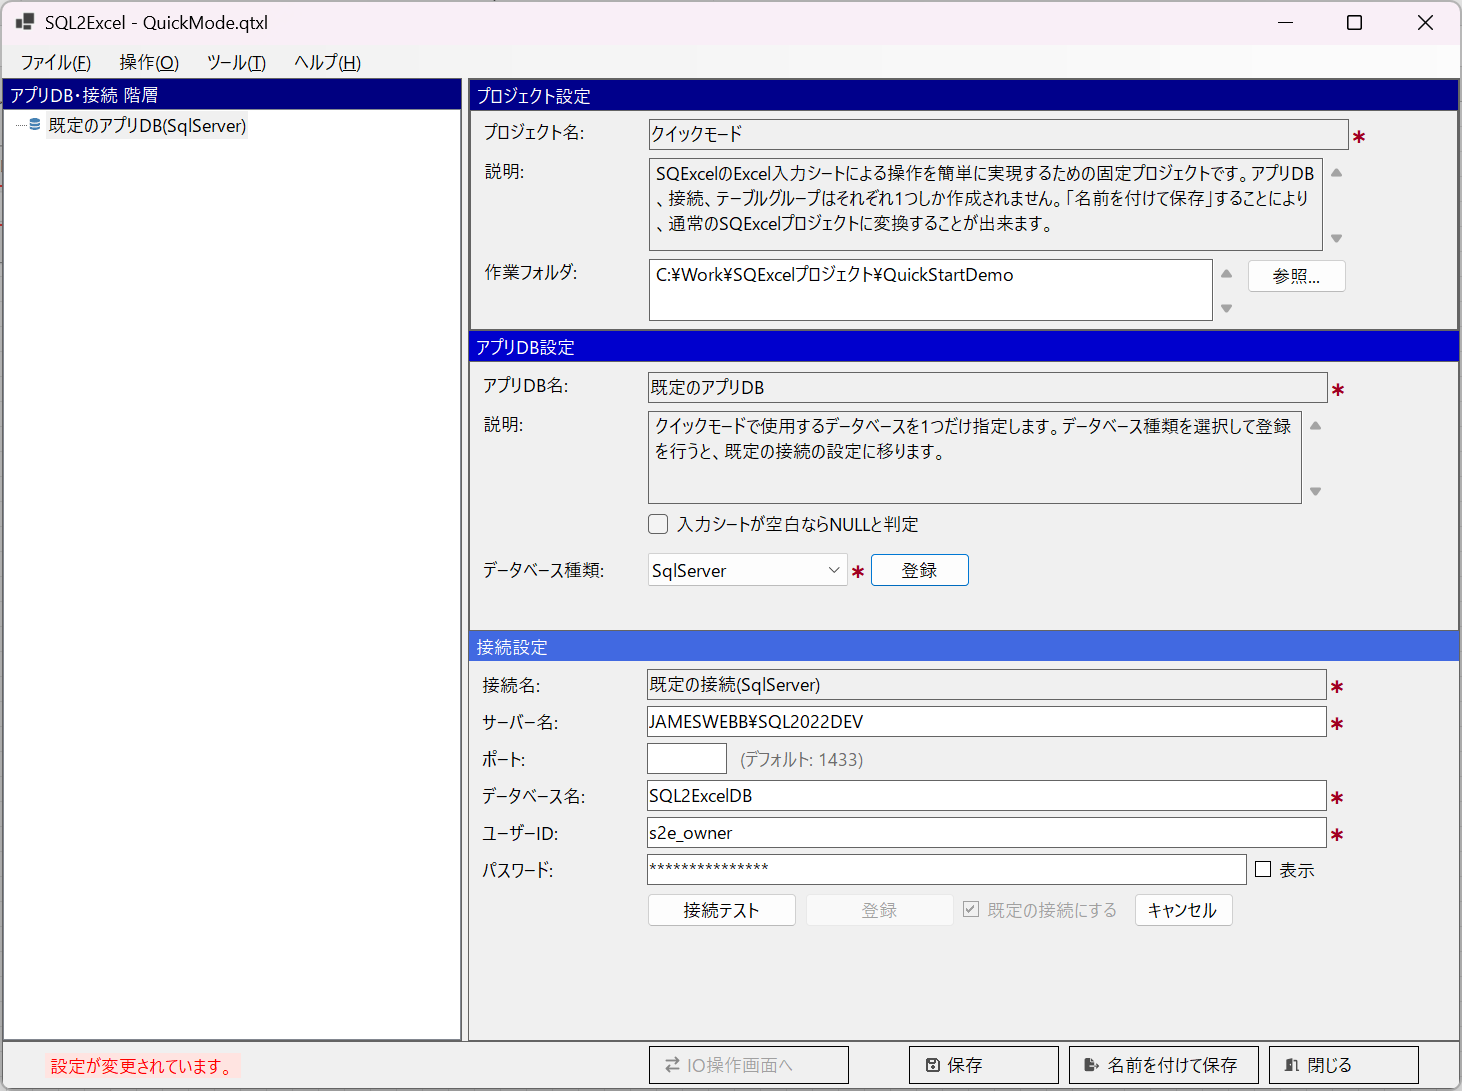 SQL2Excel - QuickMode.qtxl
ファイル(F) 操作(O) ツール(T) ヘルプ(H)
アプリDB・接続 階層
既定のアプリDB(SqlServer)
プロジェクト設定
プロジェクト名: クイックモード *
説明: SQExcelのExcel入力シートによる操作を簡単に実現するための固定プロジェクトです。アプリDB
、接続、テーブルグループはそれぞれ1つしか作成されません。「名前を付けて保存」することにより
、通常のSQExcelプロジェクトに変換することが出来ます。
作業フォルダ: C:¥Work¥SQExcelプロジェクト¥QuickStartDemo 参照...
アプリDB設定
アプリDB名: 既定のアプリDB *
説明: クイックモードで使用するデータベースを1つだけ指定します。データベース種類を選択して登録
を行うと、既定の接続の設定に移ります。
入力シートが空白ならNULLと判定
データベース種類: SqlServer * 登録
接続設定
接続名: 既定の接続(SqlServer) *
サーバー名: JAMESWEBB¥SQL2022DEV *
ポート: (デフォルト: 1433)
データベース名: SQL2ExcelDB *
ユーザーID: s2e_owner *
パスワード: *************** 表示
接続テスト 登録 既定の接続にする キャンセル
設定が変更されています。 IO操作画面へ 保存 名前を付けて保存 閉じる